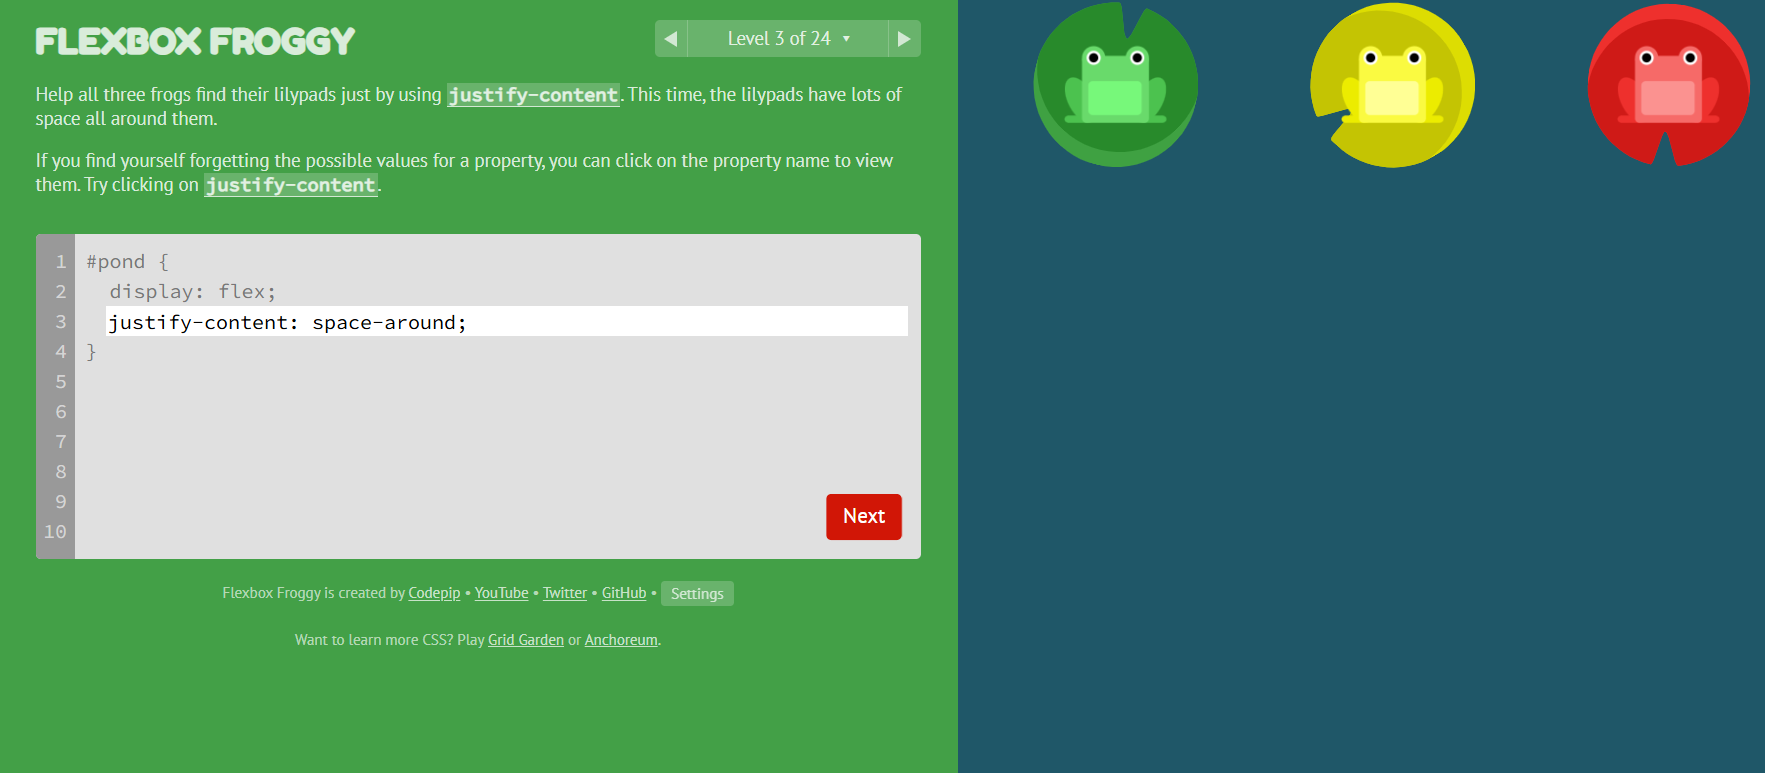 FLEXBOX FROGGY
Level 3 of 24
Help all three frogs find their lilypads just by using justify-content. This time, the lilypads have lots of
space all around them.
If you find yourself forgetting the possible values for a property, you can click on the property name to view
them. Try clicking on justify-content.
1 #pond {
2 display: flex;
3 justify-content: space-around;
4 }
5
6
7
8
9
10
Next
Flexbox Froggy is created by Codepip • YouTube • Twitter • GitHub • Settings
Want to learn more CSS? Play Grid Garden or Anchoreum.